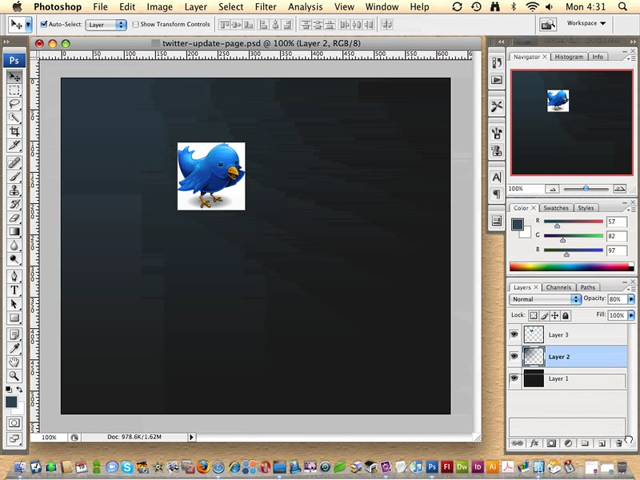 Photoshop File Edit Image Layer Select Filter Analysis View Window Help Mon 4:31
Auto-Select: Layer Show Transform Controls Workspace
twitter-update-page.psd @ 100% (Layer 2, RGB/8)
Ps
Navigator Histogram Info
100%
Color Swatches Styles
R 57
G 82
B 97
Layers Channels Paths
Normal Opacity: 80%
Lock: Fill: 100%
Layer 3
Layer 2
Layer 1
100% Doc: 978.6K/1.62M